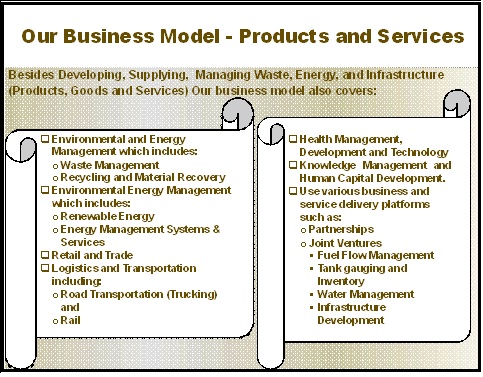 Our Business Model - Products and Services
Besides Developing, Supplying, Managing Waste, Energy, and Infrastructure
(Products, Goods and Services) Our business model also covers:
Environmental and Energy
Management which includes:
Waste Management
Recycling and Material Recovery
Environmental Energy Management
which includes:
Renewable Energy
Energy Management Systems &
Services
Retail and Trade
Logistics and Transportation
including:
Road Transportation (Trucking)
and
Rail
Health Management,
Development and Technology
Knowledge Management and
Human Capital Development.
Use various business and
service delivery platforms
such as:
Partnerships
Joint Ventures
Fuel Flow Management
Tank gauging and
Inventory
Water Management
Infrastructure
Development